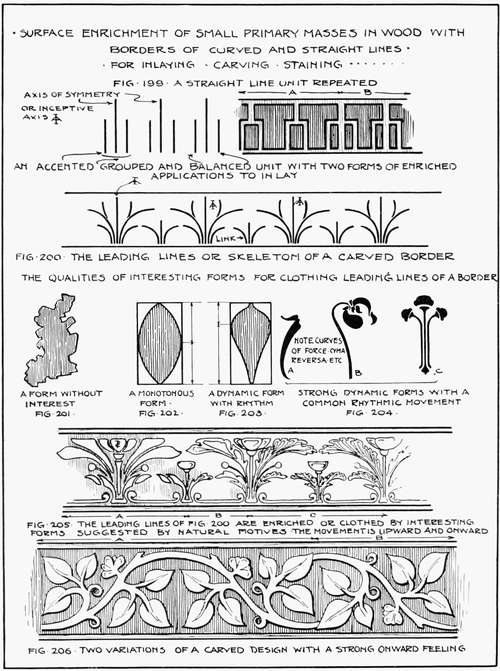 · SURFACE ENRICHMENT OF SMALL PRIMARY MASSES IN WOOD WITH
BORDERS OF CURVED AND STRAIGHT LINES ·
· FOR INLAYING · CARVING · STAINING · · · · · · ·
FIG · 199 · A STRAIGHT LINE UNIT REPEATED
AXIS OF SYMMETRY
OR INCEPTIVE
AXIS
A B
AN ACCENTED GROUPED AND BALANCED UNIT WITH TWO FORMS OF ENRICHED
APPLICATIONS TO INLAY
LINK
FIG · 200 · THE LEADING LINES OR SKELETON OF A CARVED BORDER
THE QUALITIES OF INTERESTING FORMS FOR CLOTHING LEADING LINES OF A BORDER
NOTE CURVES
OF FORCE · CYMA
REVERSA · ETC
A B C
A FORM WITHOUT
INTEREST
FIG · 201 ·
A MONOTONOUS
FORM ·
FIG · 202 ·
A DYNAMIC FORM
WITH RHYTHM
FIG · 203 ·
STRONG DYNAMIC FORMS WITH A
COMMON RHYTHMIC MOVEMENT
FIG · 204 ·
A B C
FIG · 205 · THE LEADING LINES OF FIG 200 ARE ENRICHED OR CLOTHED BY INTERESTING
FORMS SUGGESTED BY NATURAL MOTIVES THE MOVEMENT IS UPWARD AND ONWARD
A B
FIG · 206 · TWO VARIATIONS OF A CARVED DESIGN WITH A STRONG ONWARD FEELING